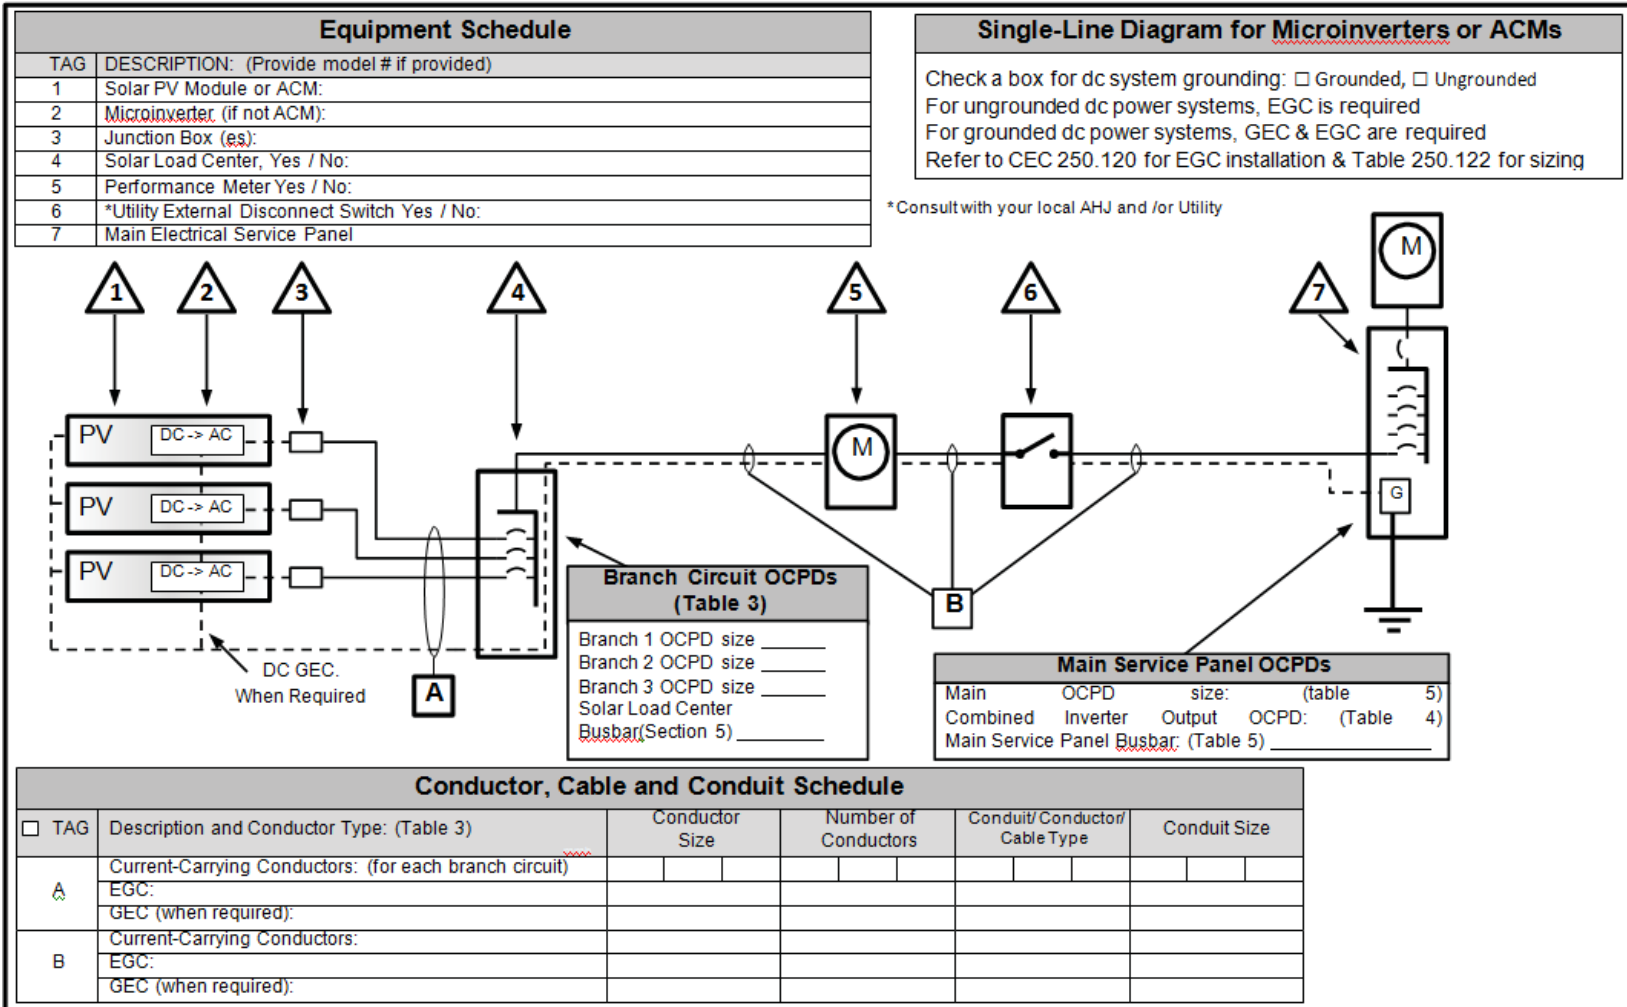 Equipment Schedule
TAG DESCRIPTION: (Provide model # if provided)
1 Solar PV Module or ACM:
2 Microinverter (if not ACM):
3 Junction Box (es):
4 Solar Load Center, Yes / No:
5 Performance Meter Yes / No:
6 *Utility External Disconnect Switch Yes / No:
7 Main Electrical Service Panel
Single-Line Diagram for Microinverters or ACMs
Check a box for dc system grounding: ☐ Grounded, ☐ Ungrounded
For ungrounded dc power systems, EGC is required
For grounded dc power systems, GEC & EGC are required
Refer to CEC 250.120 for EGC installation & Table 250.122 for sizing
*Consult with your local AHJ and /or Utility
M
1 2 3 4 5 6 7
PV DC -> AC
PV DC -> AC
PV DC -> AC
M
G
DC GEC.
When Required
A
B
Branch Circuit OCPDs
(Table 3)
Branch 1 OCPD size ______
Branch 2 OCPD size ______
Branch 3 OCPD size ______
Solar Load Center
Busbar(Section 5) ________
Main Service Panel OCPDs
Main OCPD size: (table 5)
Combined Inverter Output OCPD: (Table 4)
Main Service Panel Busbar: (Table 5) _______________
Conductor, Cable and Conduit Schedule
☐ TAG Description and Conductor Type: (Table 3) Conductor Size Number of Conductors Conduit/Conductor/ Cable Type Conduit Size
A Current-Carrying Conductors: (for each branch circuit)
EGC:
GEC (when required):
B Current-Carrying Conductors:
EGC:
GEC (when required):